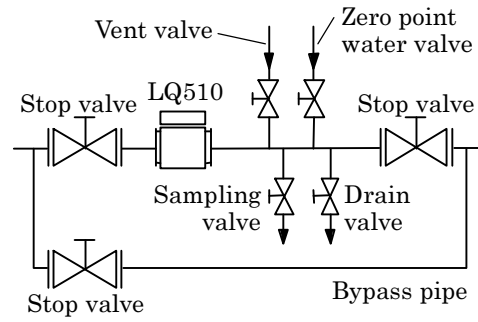 Vent valve
Zero point
water valve
Stop valve
LQ510
Stop valve
Sampling
valve
Drain
valve
Stop valve
Bypass pipe